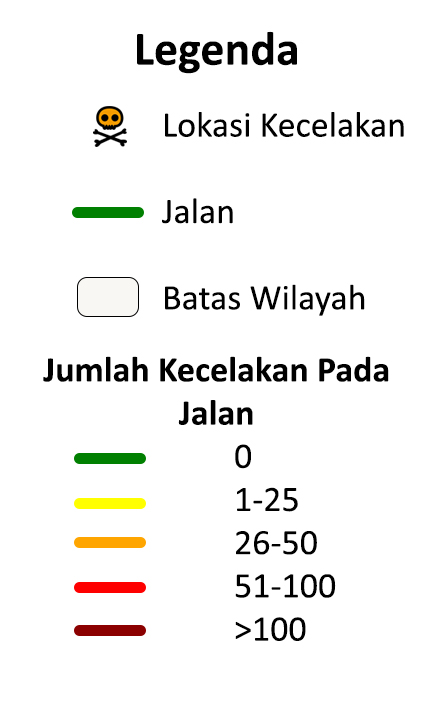 Legenda
Lokasi Kecelakan
Jalan
Batas Wilayah
Jumlah Kecelakan Pada
Jalan
0
1-25
26-50
51-100
>100